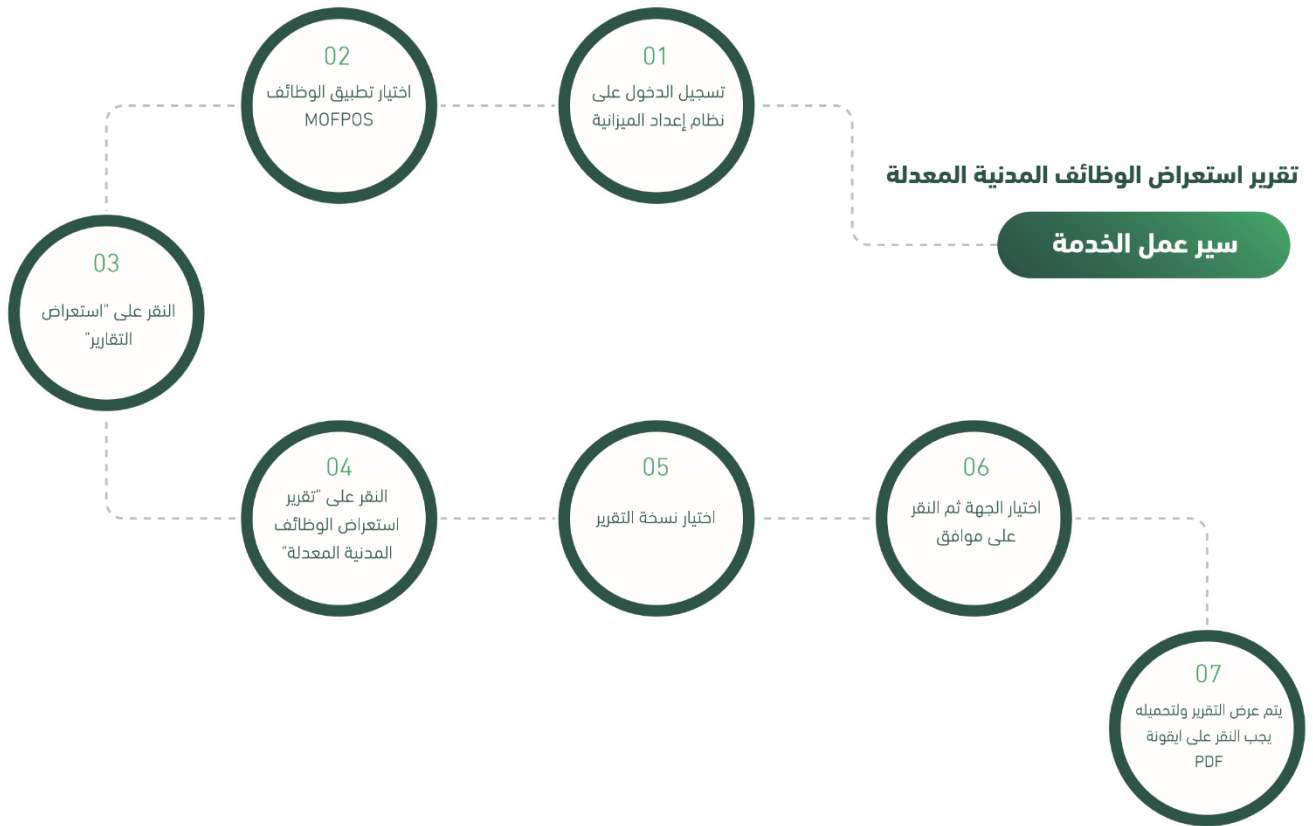 تقرير استعراض الوظائف المدنية المعدلة
سير عمل الخدمة
01
تسجيل الدخول على
نظام إعداد الميزانية
02
اختيار تطبيق الوظائف
MOFPOS
03
النقر على "استعراض
التقارير"
04
النقر على "تقرير
استعراض الوظائف
المدنية المعدلة"
05
اختيار نسخة التقرير
06
اختيار الجهة ثم النقر
على موافق
07
يتم عرض التقرير ولتحميله
يجب النقر على ايقونة
PDF